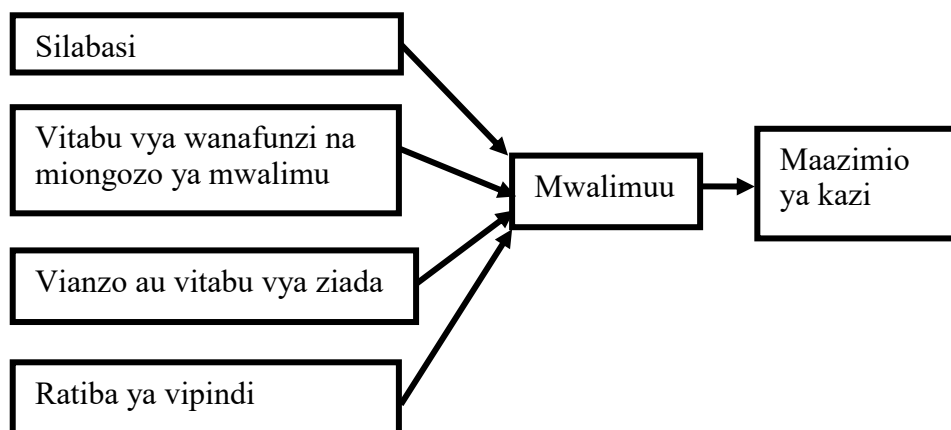 Silabasi
Vitabu vya wanafunzi na
miongozo ya mwalimu
Vianzo au vitabu vya ziada
Ratiba ya vipindi
Mwalimuu
Maazimio
ya kazi